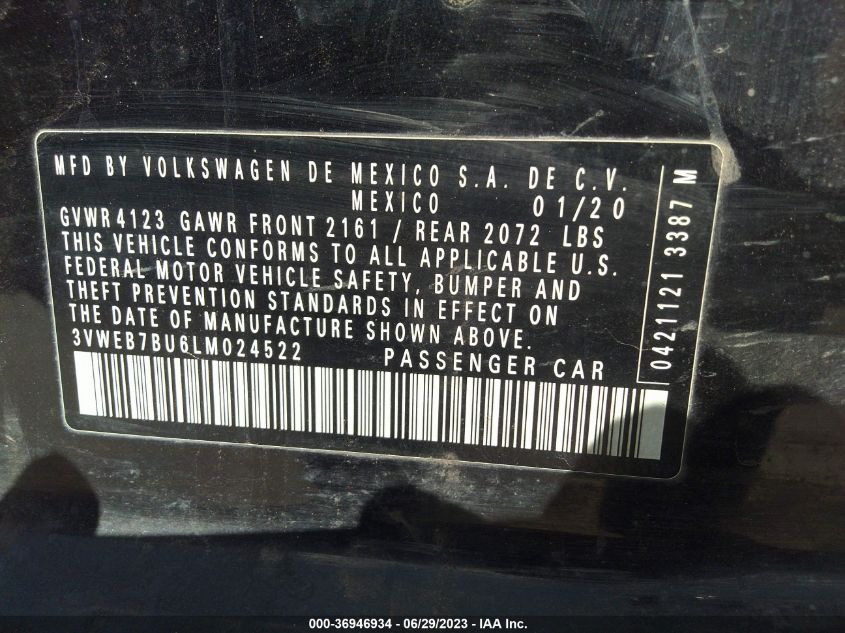 MFD BY VOLKSWAGEN DE MEXICO S.A. DE C.V.
MEXICO 01/20
GVWR 4123 GAWR FRONT 2161 / REAR 2072 LBS
THIS VEHICLE CONFORMS TO ALL APPLICABLE U.S.
FEDERAL MOTOR VEHICLE SAFETY, BUMPER AND
THEFT PREVENTION STANDARDS IN EFFECT ON
THE DATE OF MANUFACTURE SHOWN ABOVE.
3VWEB7BU6LM024522 PASSENGER CAR
0421121 3387 M
000-36946934 / 06/29/2023 - IAA Inc.